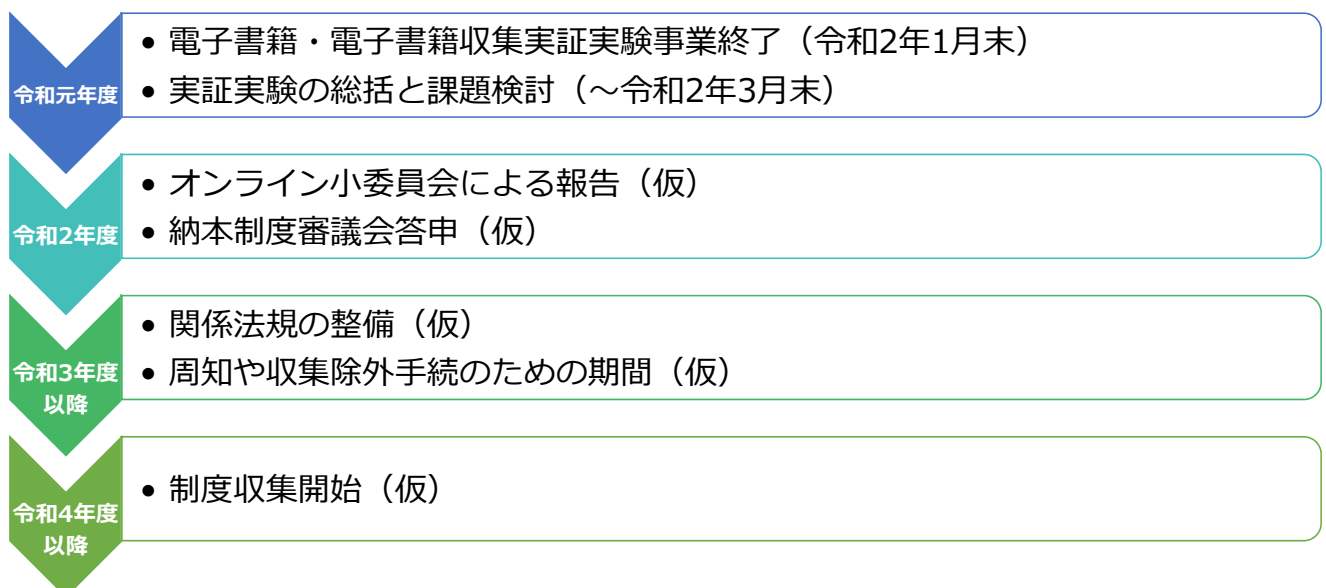 令和元年度
• 電子書籍・電子書籍収集実証実験事業終了（令和2年1月末）
• 実証実験の総括と課題検討（～令和2年3月末）
令和2年度
• オンライン小委員会による報告（仮）
• 納本制度審議会答申（仮）
令和3年度
以降
• 関係法規の整備（仮）
• 周知や収集除外手続のための期間（仮）
令和4年度
以降
• 制度収集開始（仮）